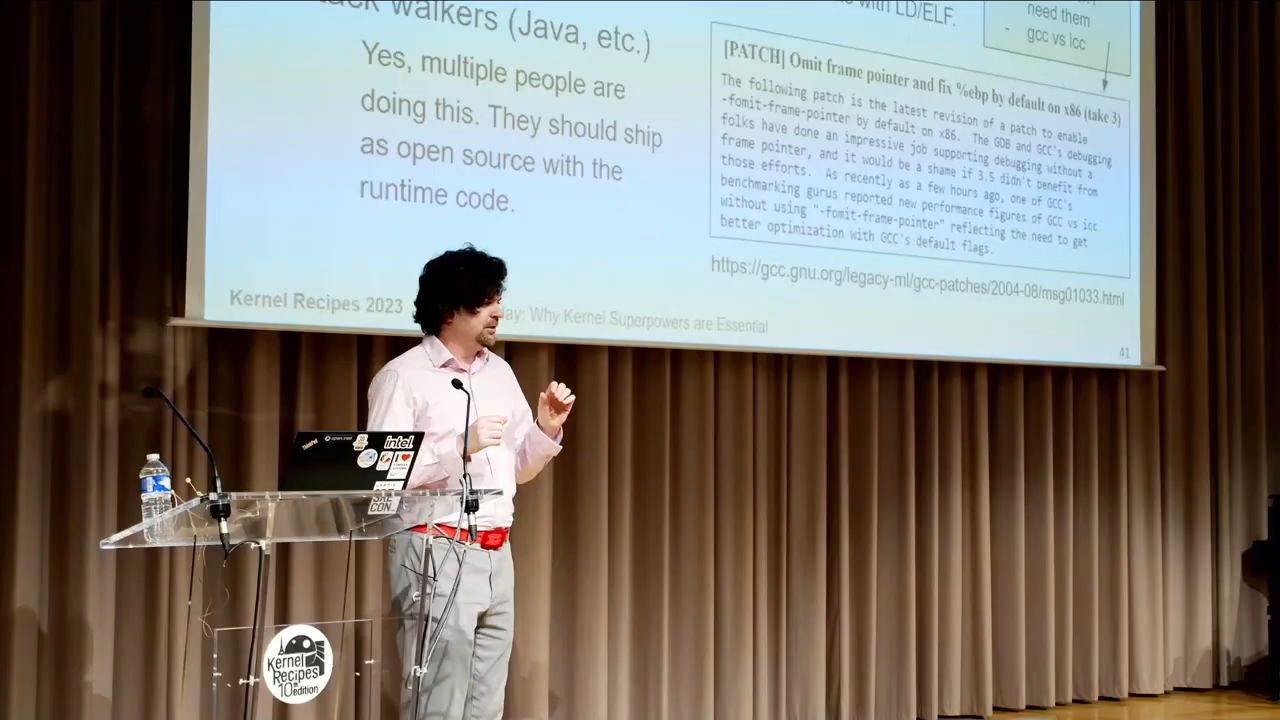 walkers (Java, etc.)
Yes, multiple people are
doing this. They should ship
as open source with the
runtime code.
with LD/ELF.
need them
- gcc vs icc
[PATCH] Omit frame pointer and fix %ebp by default on x86 (take 3)
The following patch is the latest revision of a patch to enable
-fomit-frame-pointer by default on x86. The GDB and GCC's debugging
folks have done an impressive job supporting debugging without a
frame pointer, and it would be a shame if 3.5 didn't benefit from
those efforts. As recently as a few hours ago, one of GCC's
benchmarking gurus reported new performance figures of GCC vs icc
without using "-fomit-frame-pointer" reflecting the need to get
better optimization with GCC's default flags.
https://gcc.gnu.org/legacy-ml/gcc-patches/2004-08/msg01033.html
Kernel Recipes 2023
Why Kernel Superpowers are Essential
41
ThinkPad
open.intel
intel
I
SRE
CON
Kernel
Recipes
10 edition